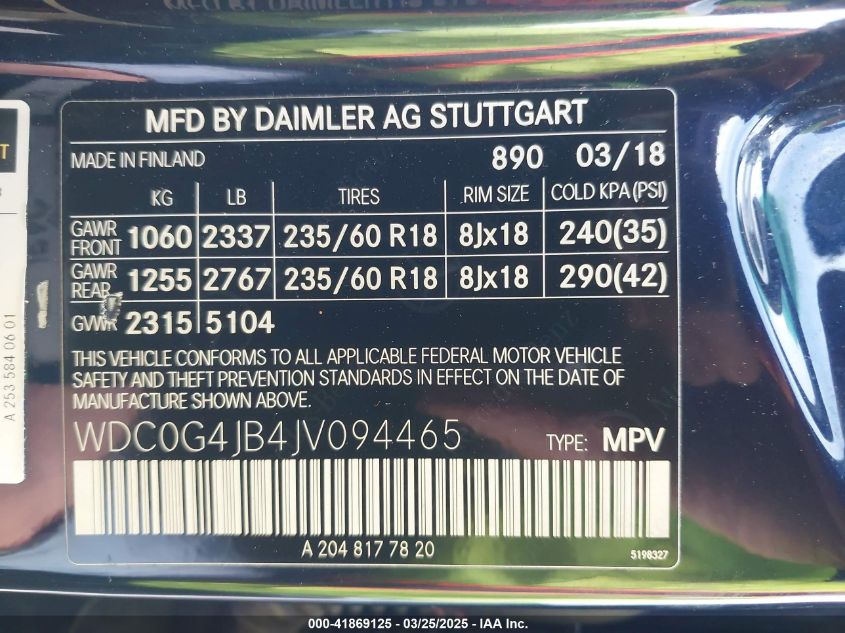 MFD BY DAIMLER AG STUTTGART
MADE IN FINLAND 890 03/18
KG LB TIRES RIM SIZE COLD KPA (PSI)
GAWR FRONT 1060 2337 235/60 R18 8Jx18 240(35)
GAWR REAR 1255 2767 235/60 R18 8Jx18 290(42)
GVWR 2315 5104
THIS VEHICLE CONFORMS TO ALL APPLICABLE FEDERAL MOTOR VEHICLE
SAFETY AND THEFT PREVENTION STANDARDS IN EFFECT ON THE DATE OF
MANUFACTURE SHOWN ABOVE.
WDC0G4JB4JV094465 TYPE: MPV
A 204 817 78 20
5198327
A 253 584 06 01
000-41869125 - 03/25/2025 - IAA Inc.